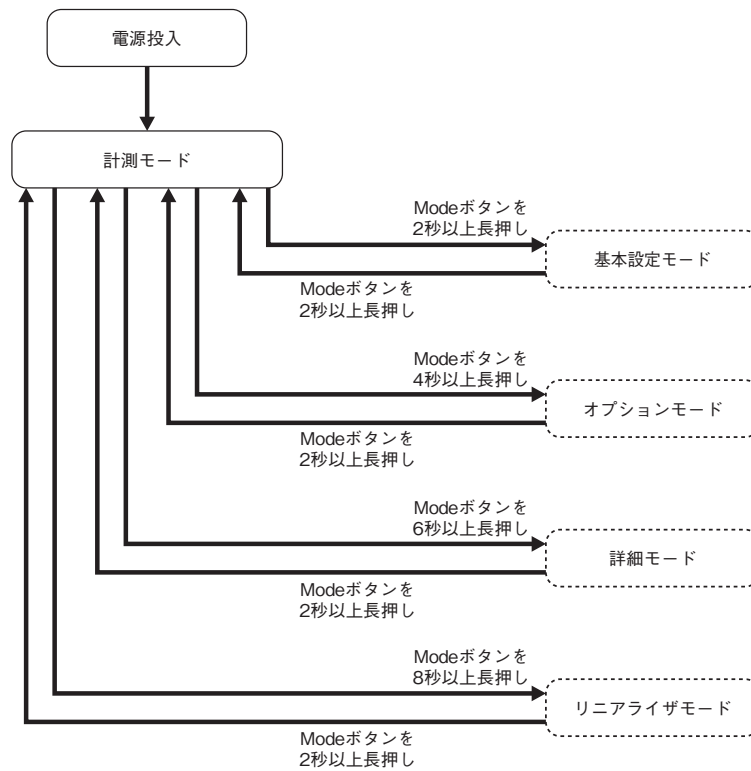 電源投入
計測モード
Modeボタンを
2秒以上長押し
基本設定モード
Modeボタンを
2秒以上長押し
Modeボタンを
4秒以上長押し
オプションモード
Modeボタンを
2秒以上長押し
Modeボタンを
6秒以上長押し
詳細モード
Modeボタンを
2秒以上長押し
Modeボタンを
8秒以上長押し
リニアライザモード
Modeボタンを
2秒以上長押し